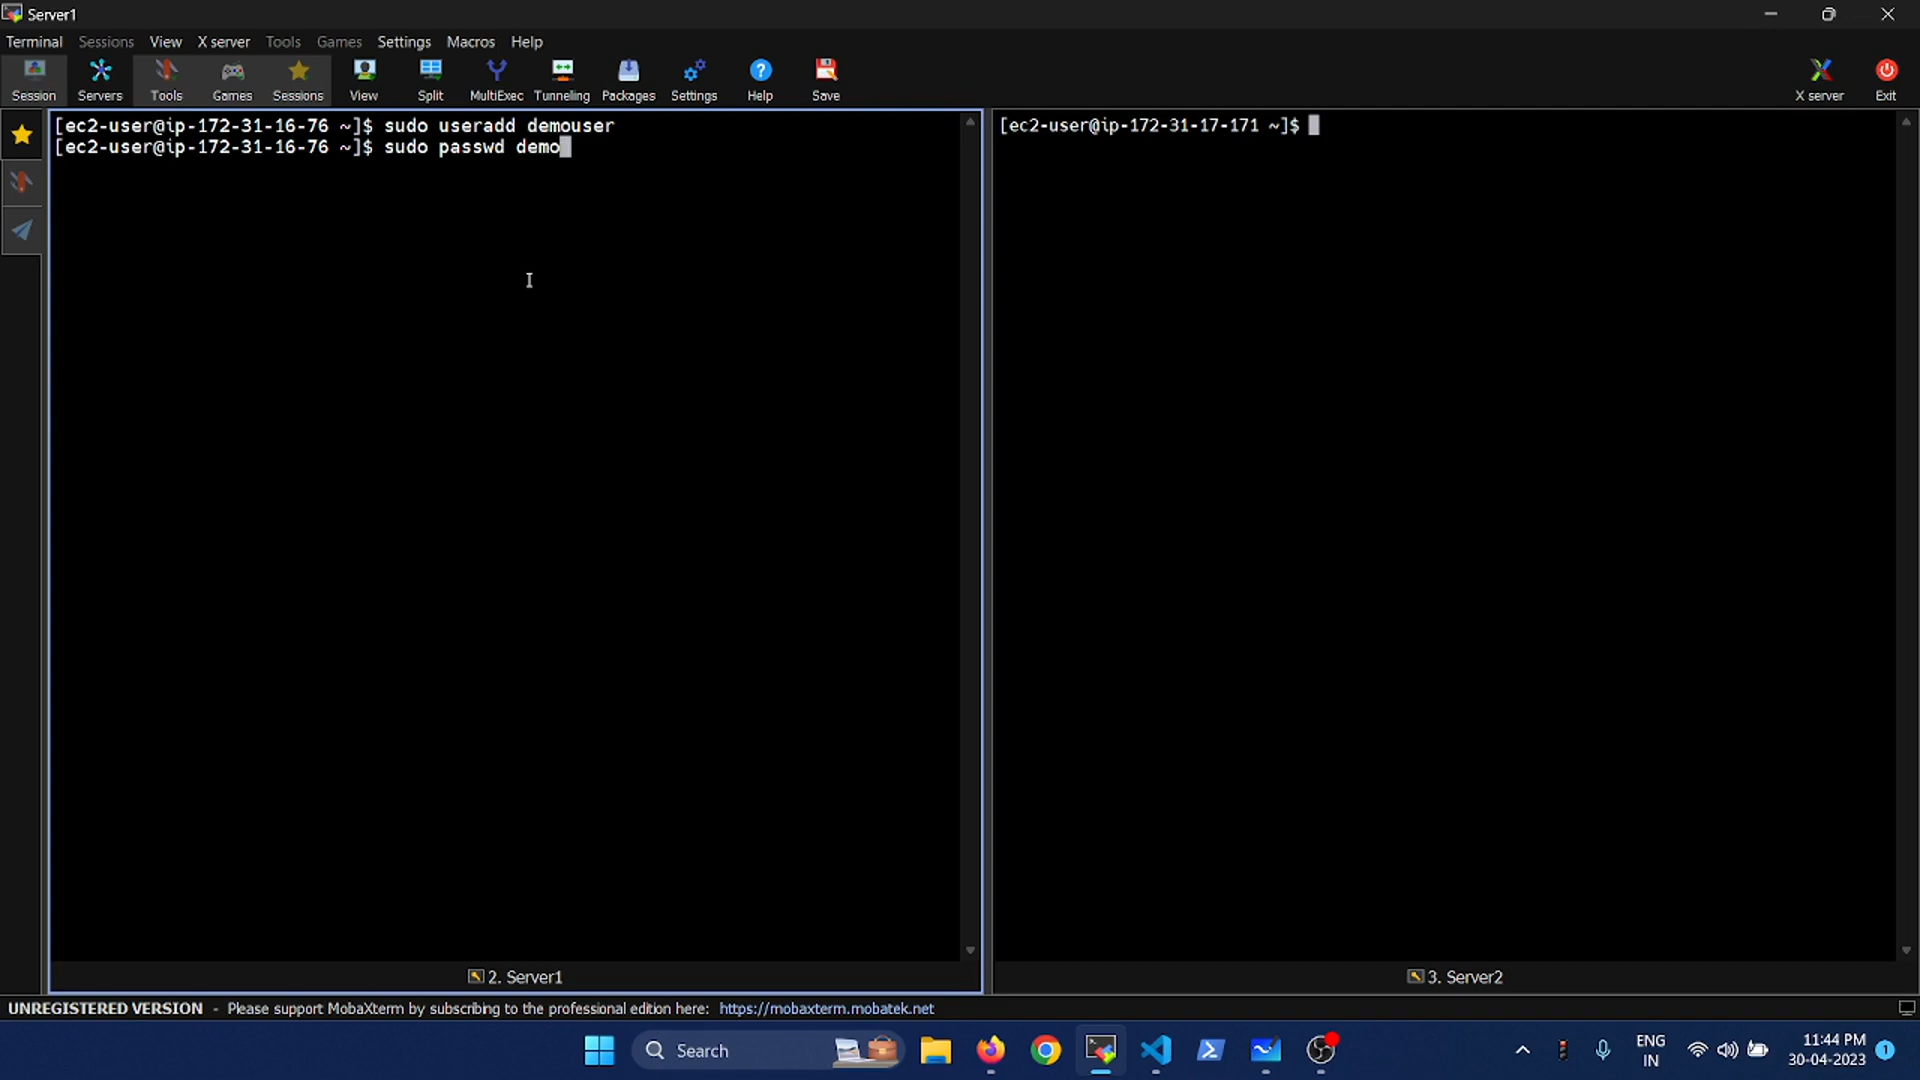 Server1
Terminal Sessions View X server Tools Games Settings Macros Help
Session Servers Tools Games Sessions View Split MultiExec Tunneling Packages Settings Help Save X server Exit
[ec2-user@ip-172-31-16-76 ~]$ sudo useradd demouser
[ec2-user@ip-172-31-16-76 ~]$ sudo passwd demo
[ec2-user@ip-172-31-17-171 ~]$
2. Server1
3. Server2
UNREGISTERED VERSION - Please support MobaXterm by subscribing to the professional edition here: https://mobaxterm.mobatek.net
Search
ENG
IN
11:44 PM
30-04-2023
1